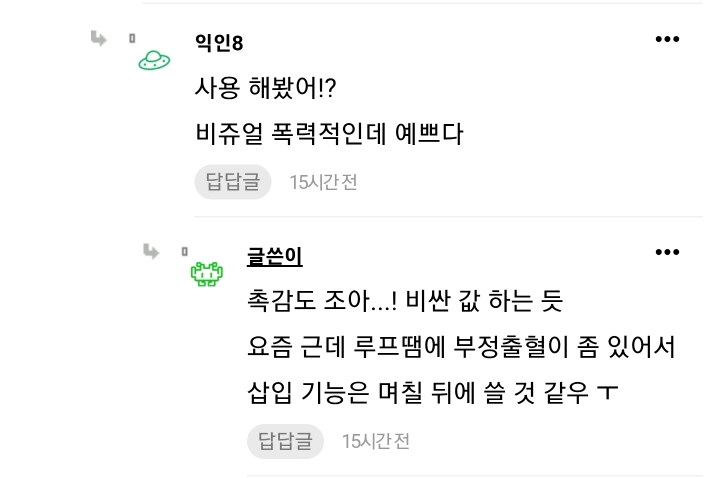 익인8
사용 해봤어!?
비쥬얼 폭력적인데 예쁘다
답답글 15시간 전
글쓴이
촉감도 조아...! 비싼 값 하는 듯
요즘 근데 루프땜에 부정출혈이 좀 있어서
삽입 기능은 며칠 뒤에 쓸 것 같우 ㅜ
답답글 15시간 전